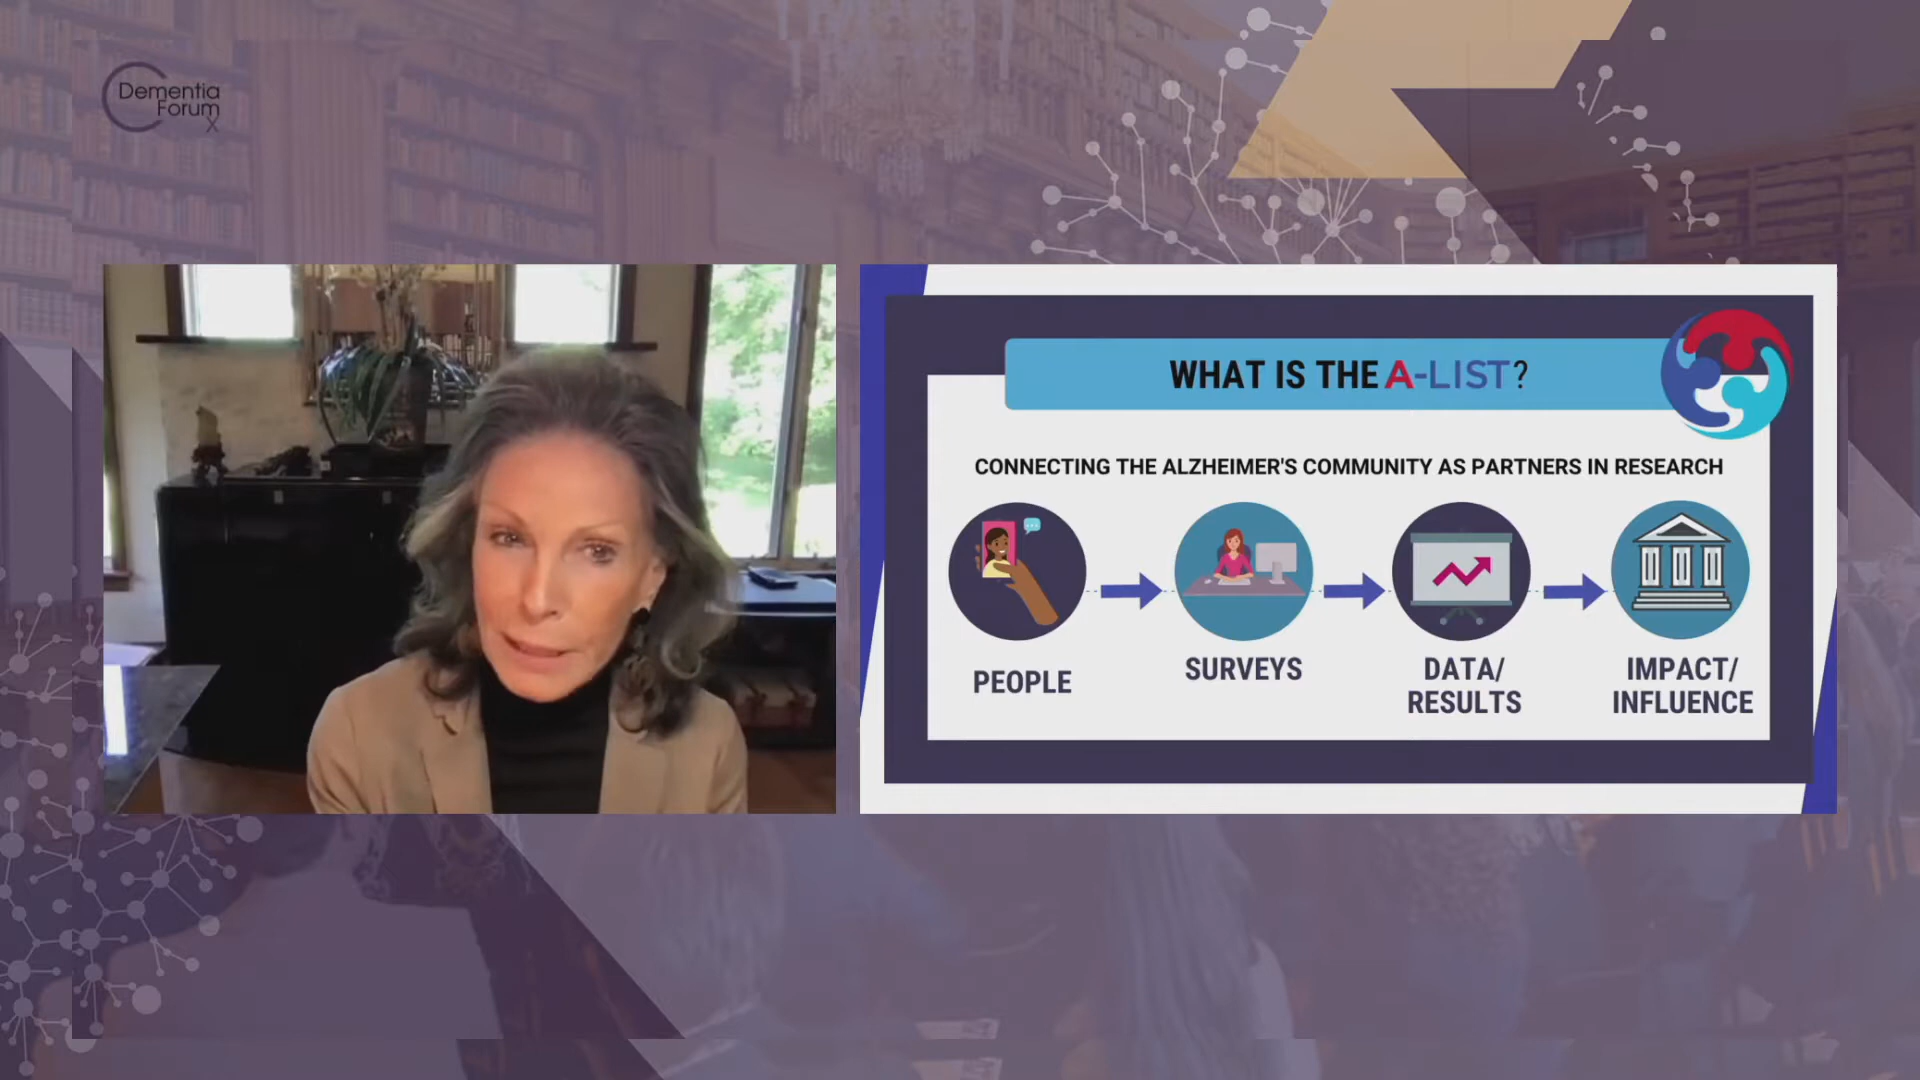 Dementia
Forum
X
WHAT IS THE A-LIST?
CONNECTING THE ALZHEIMER'S COMMUNITY AS PARTNERS IN RESEARCH
PEOPLE
SURVEYS
DATA/
RESULTS
IMPACT/
INFLUENCE